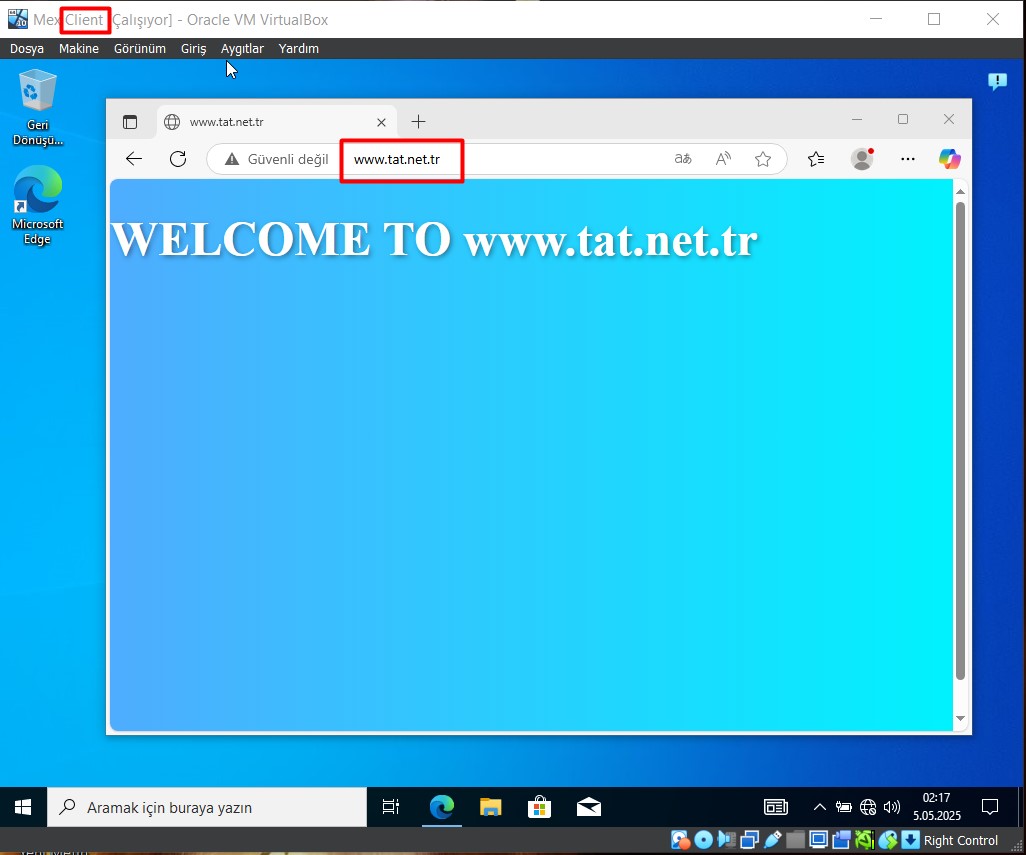 Mex Client [Çalışıyor] - Oracle VM VirtualBox
Dosya Makine Görünüm Giriş Aygıtlar Yardım
Geri
Dönüşü...
Microsoft
Edge
www.tat.net.tr
Güvenli değil www.tat.net.tr
WELCOME TO www.tat.net.tr
Aramak için buraya yazın
02:17
5.05.2025
Right Control